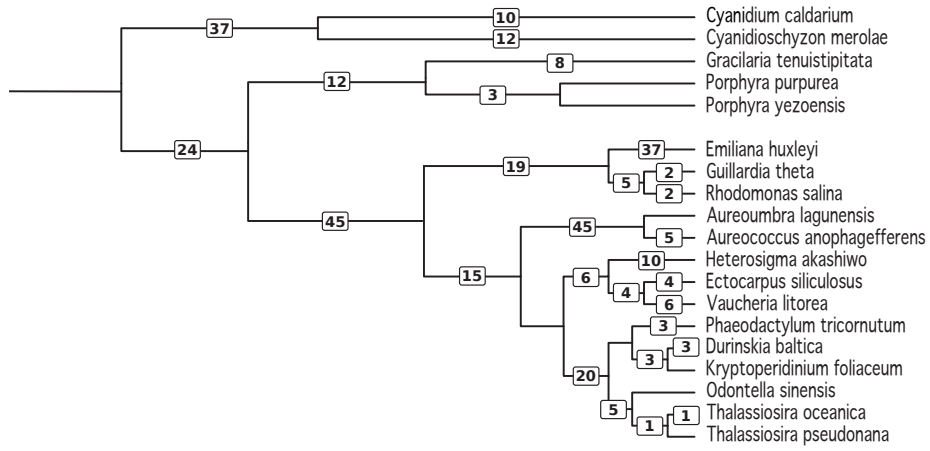 10 Cyanidium caldarium
37
12 Cyanidioschyzon merolae
8 Gracilaria tenuistipitata
12
Porphyra purpurea
3
Porphyra yezoensis
24
37 Emiliana huxleyi
19
2 Guillardia theta
5
2 Rhodomonas salina
45
Aureoumbra lagunensis
45
5 Aureococcus anophagefferens
15
10 Heterosigma akashiwo
6
4 Ectocarpus siliculosus
4
6 Vaucheria litorea
3 Phaeodactylum tricornutum
3 Durinskia baltica
3
Kryptoperidinium foliaceum
20
Odontella sinensis
5
1 Thalassiosira oceanica
1
Thalassiosira pseudonana